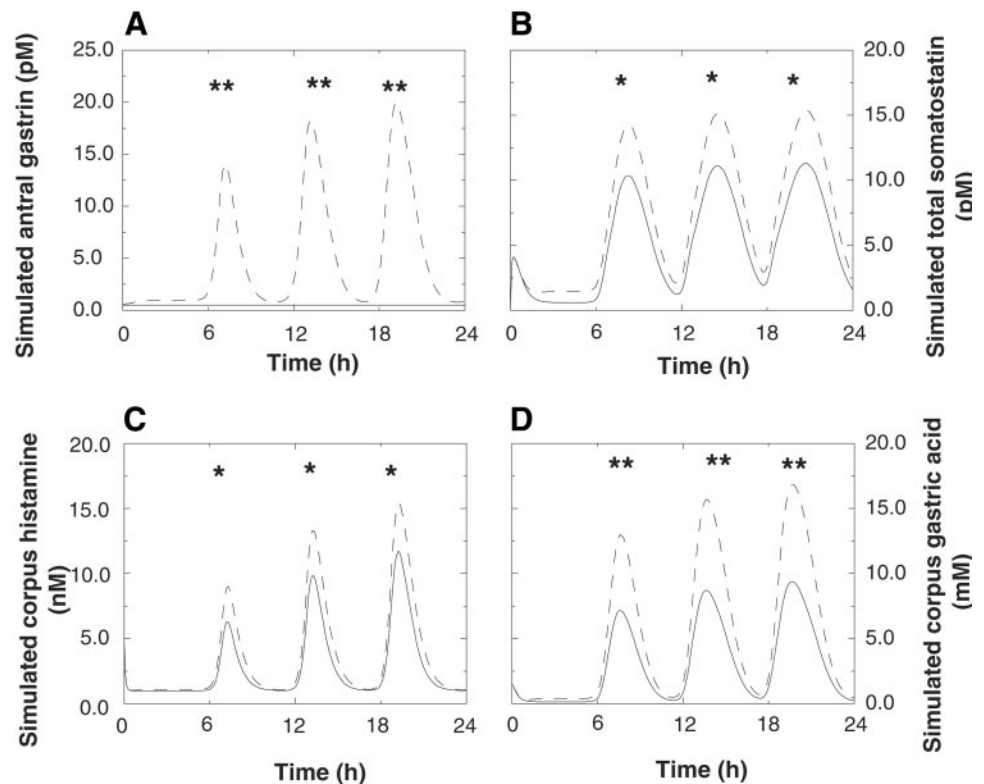 A
Simulated antral gastrin (pM)
25.0
20.0
15.0
10.0
5.0
0.0
** ** **
0 6 12 18 24
Time (h)
B
Simulated total somatostatin
(pM)
20.0
15.0
10.0
5.0
0.0
* * *
0 6 12 18 24
Time (h)
C
Simulated corpus histamine
(nM)
20.0
15.0
10.0
5.0
0.0
* * *
0 6 12 18 24
Time (h)
D
Simulated corpus gastric acid
(mM)
20.0
15.0
10.0
5.0
0.0
** ** **
0 6 12 18 24
Time (h)